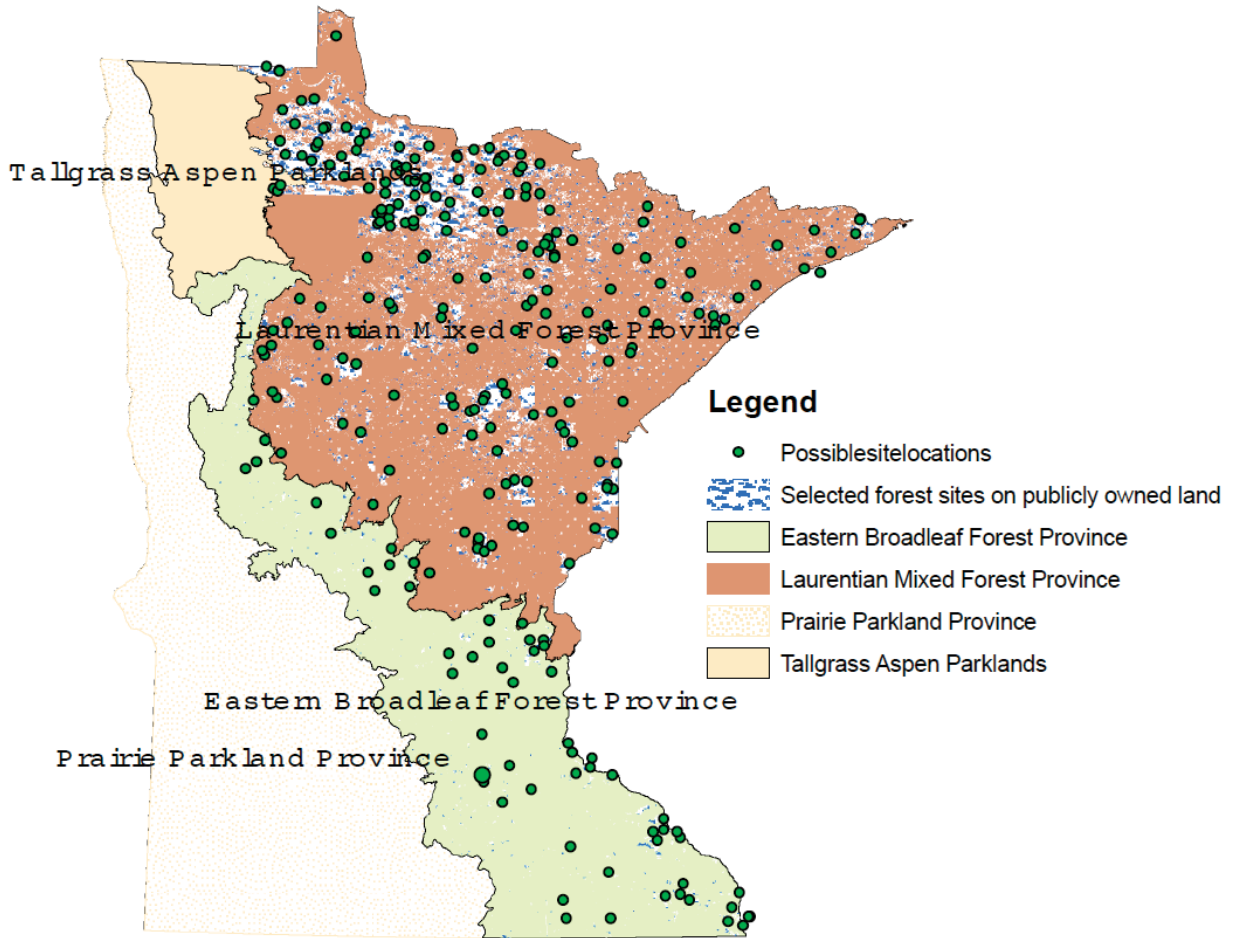 Tallgrass Aspen Parklands
Laurentian Mixed Forest Province
Legend
Possiblesitelocations
Selected forest sites on publicly owned land
Eastern Broadleaf Forest Province
Laurentian Mixed Forest Province
Prairie Parkland Province
Tallgrass Aspen Parklands
Eastern Broadleaf Forest Province
Prairie Parkland Province